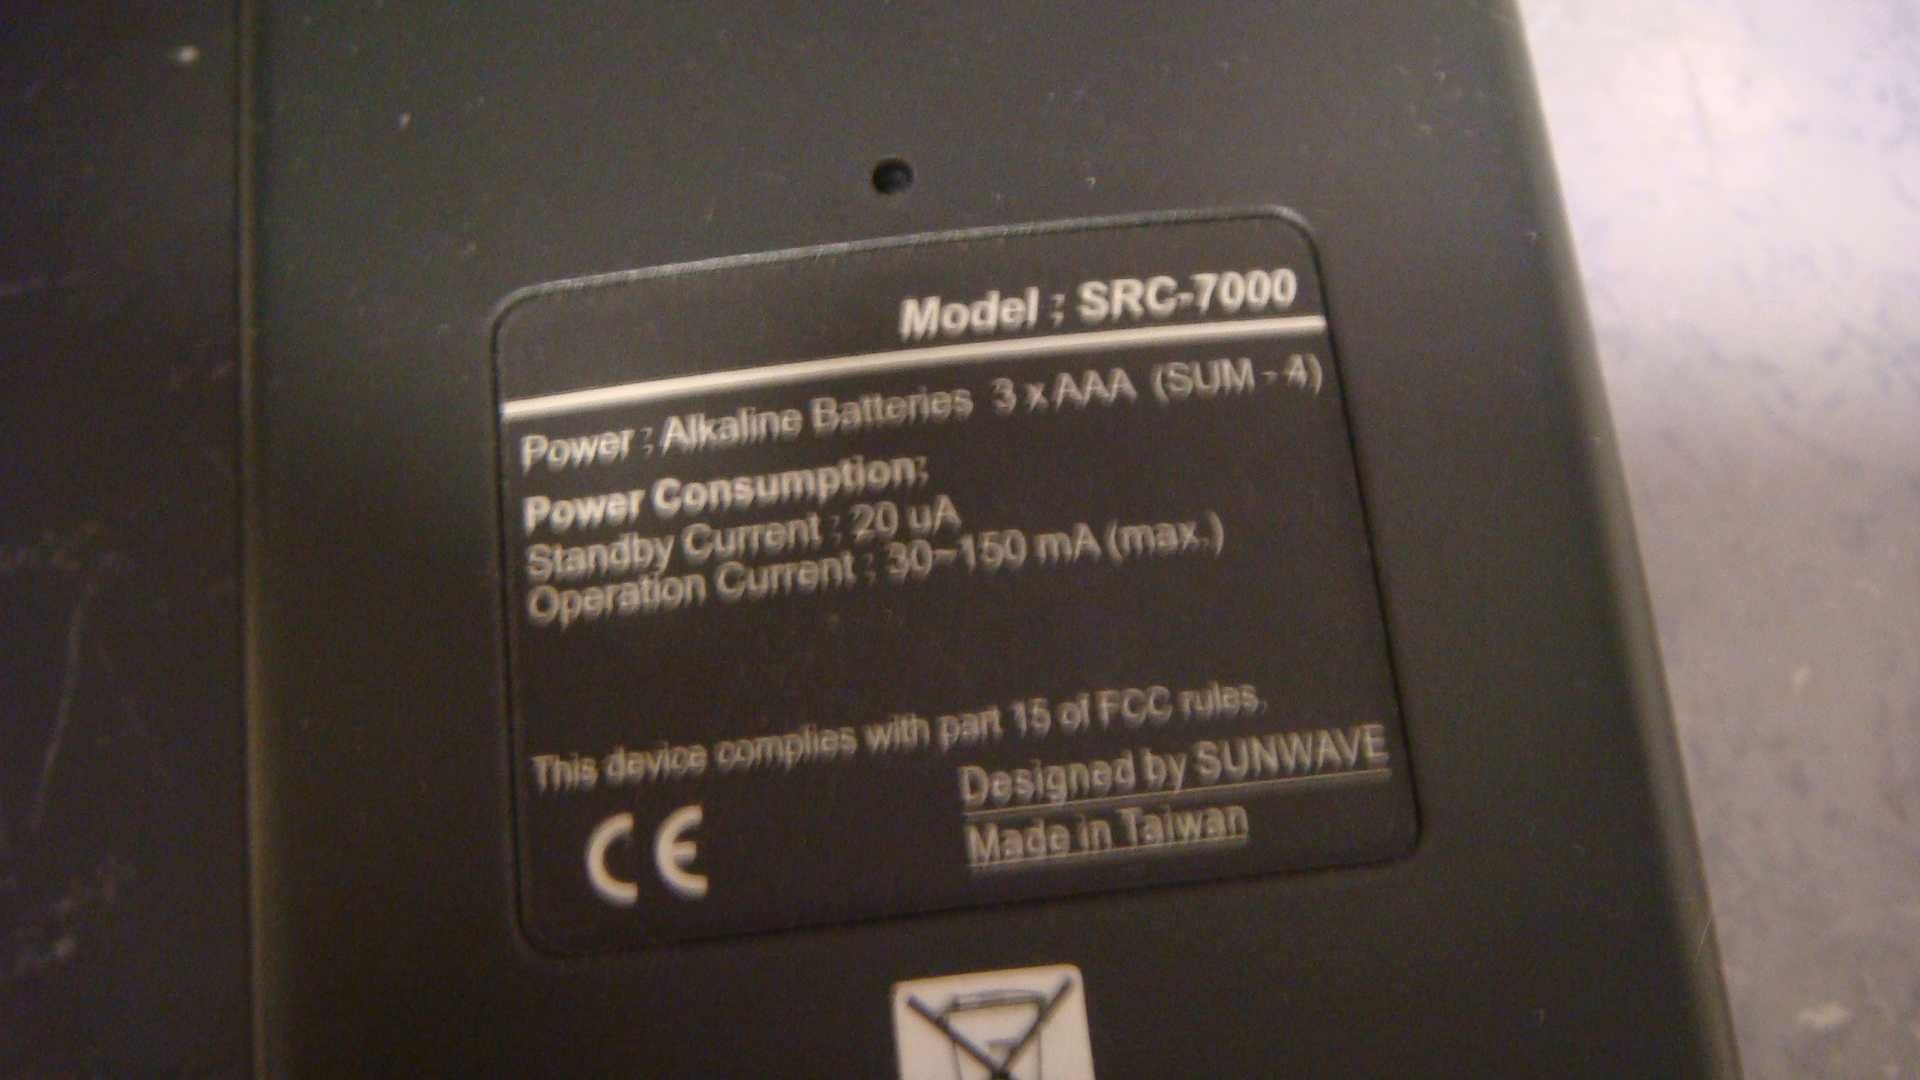 Model : SRC-7000
Power : Alkaline Batteries 3 x AAA (SUM - 4)
Power Consumption:
Standby Current : 20 uA
Operation Current : 30~150 mA (max.)
This device complies with part 15 of FCC rules.
Designed by SUNWAVE
Made in Taiwan
CE